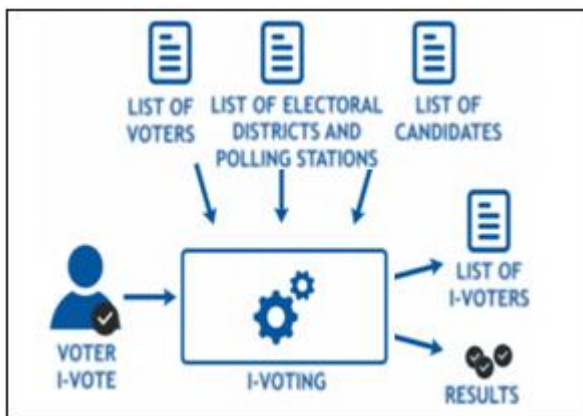 LIST OF
VOTERS
LIST OF ELECTORAL
DISTRICTS AND
POLLING STATIONS
LIST OF
CANDIDATES
VOTER
I-VOTE
I-VOTING
LIST OF
I-VOTERS
RESULTS